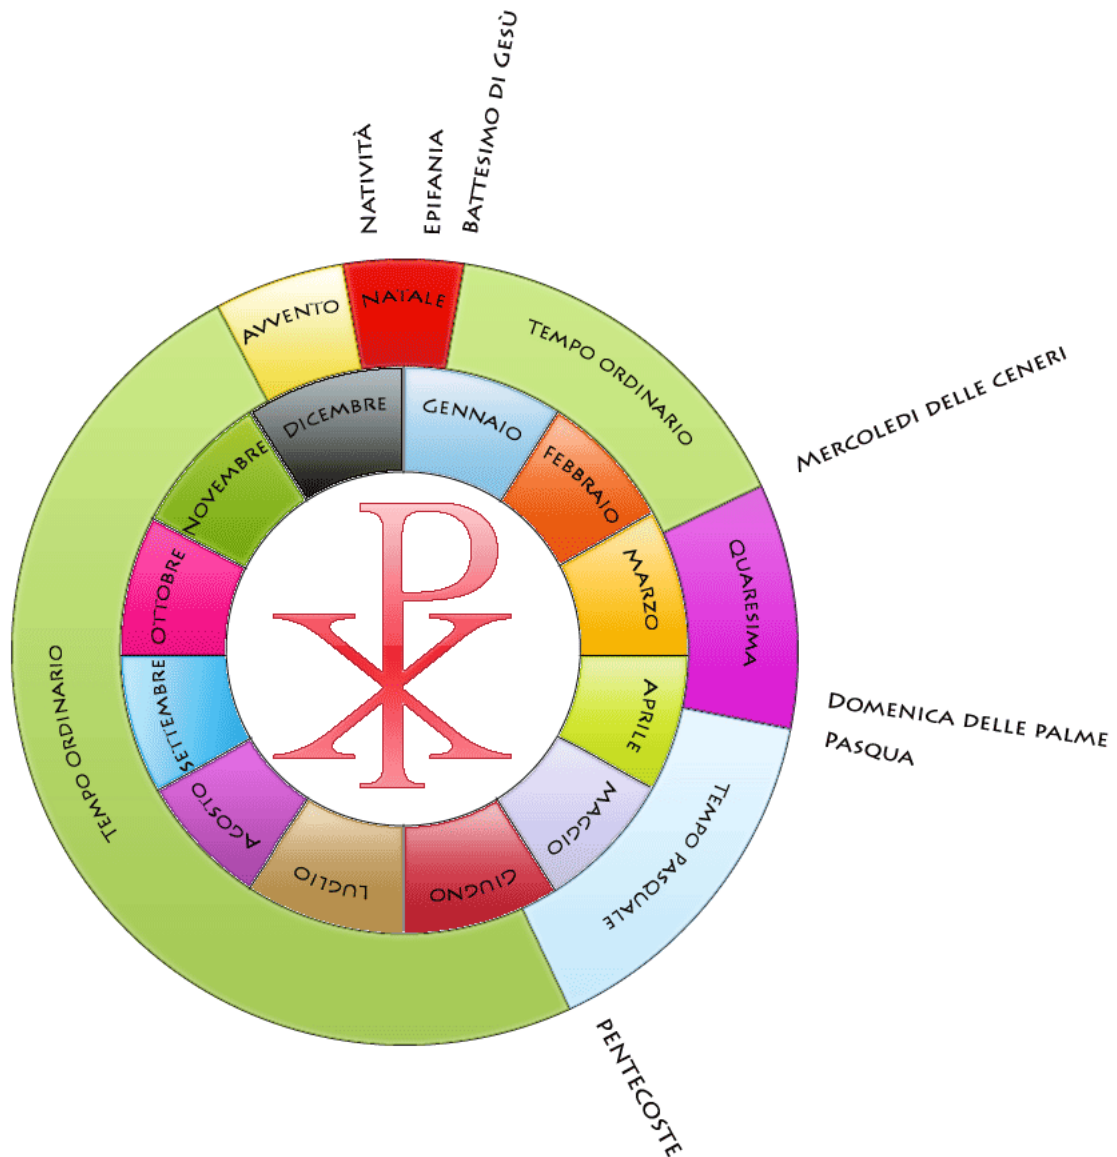 Natività
Epifania
Battesimo di Gesù
Mercoledi delle ceneri
Domenica delle palme
Pasqua
Pentecoste
Avvento
Natale
Tempo ordinario
Quaresima
Tempo pasquale
Tempo ordinario
Gennaio
Febbraio
Marzo
Aprile
Maggio
Giugno
Luglio
Agosto
Settembre
Ottobre
Novembre
Dicembre